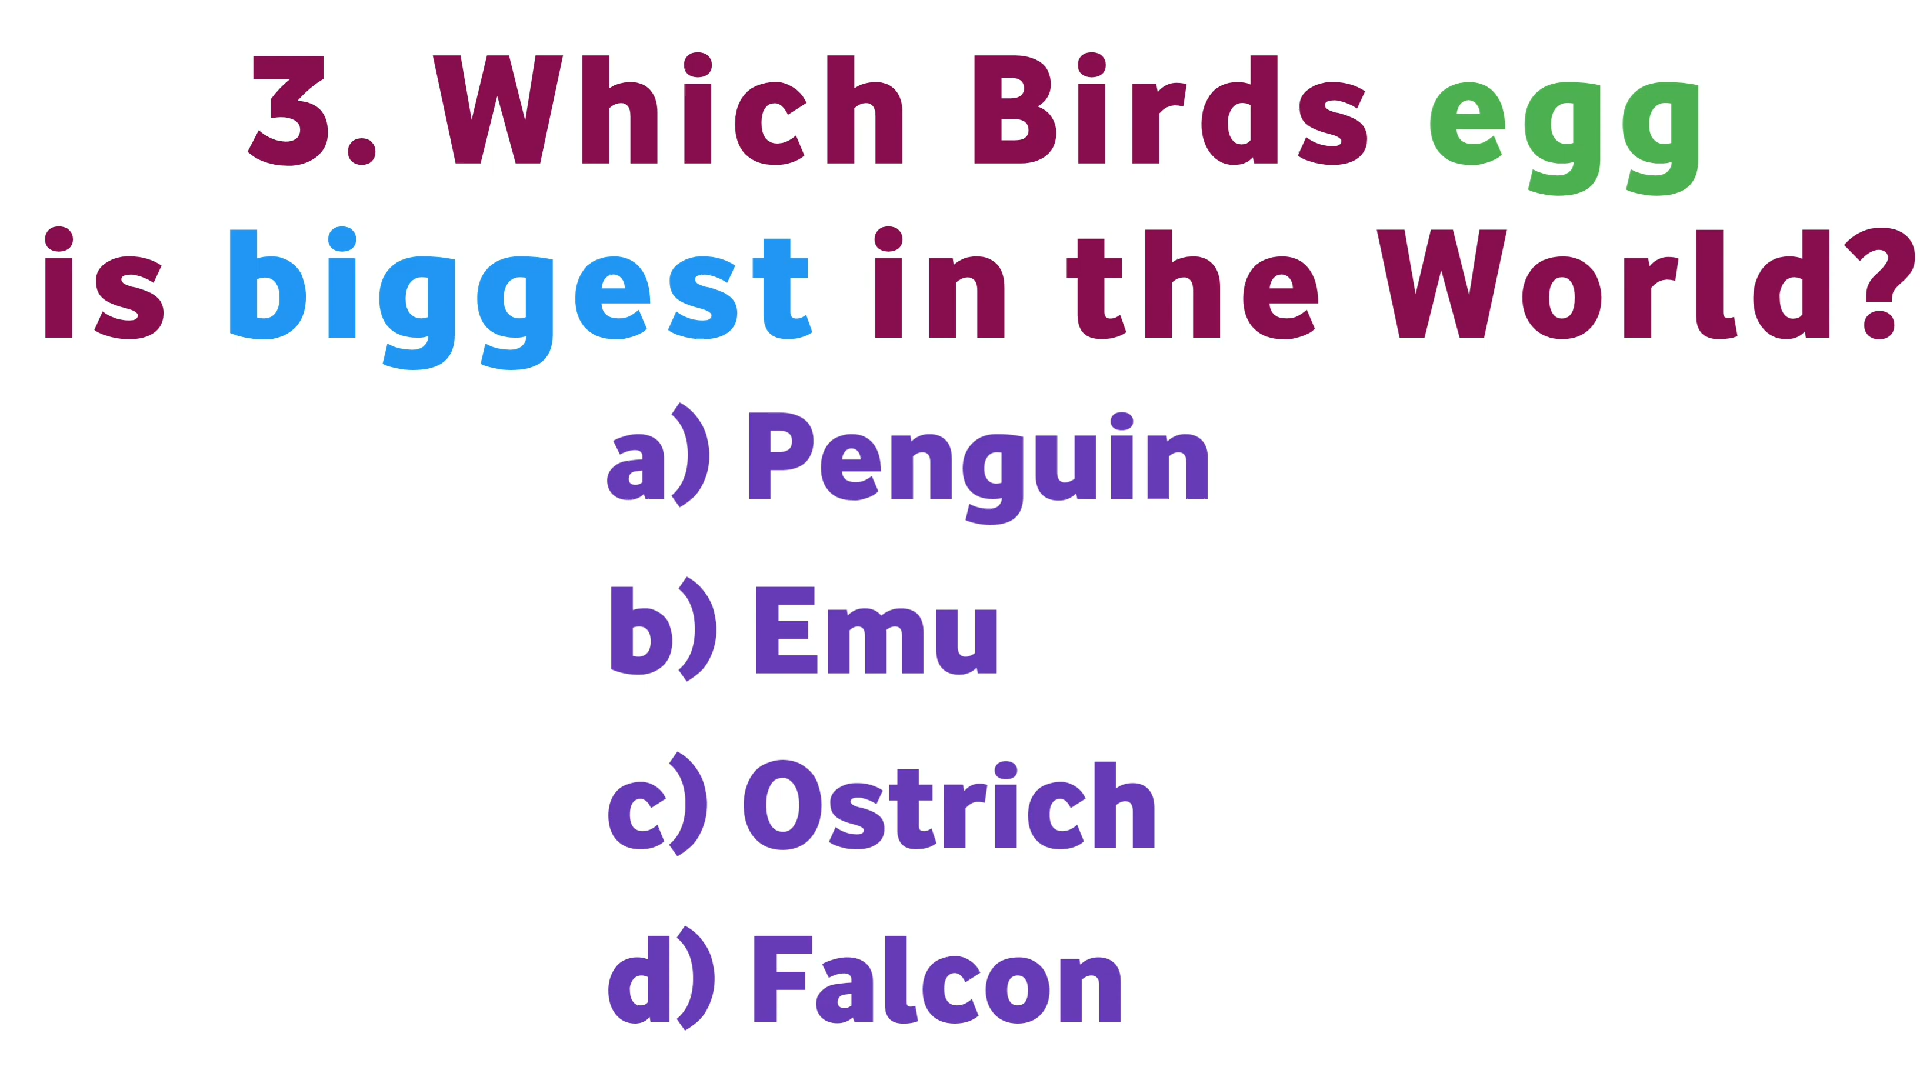 3. Which Birds egg
is biggest in the World?
a) Penguin
b) Emu
c) Ostrich
d) Falcon